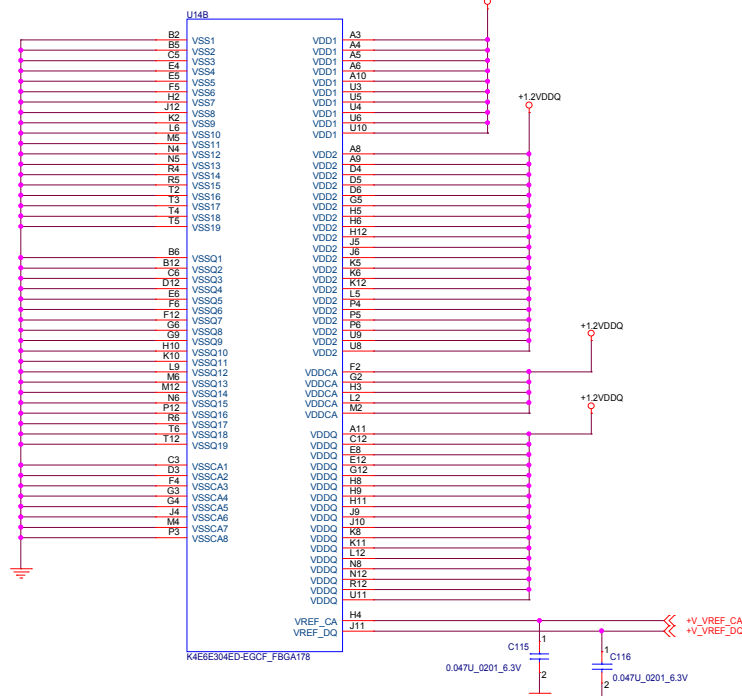 U14B
B2 VSS1
B5 VSS2
C5 VSS3
E4 VSS4
E5 VSS5
F5 VSS6
H2 VSS7
J12 VSS8
K2 VSS9
L6 VSS10
M5 VSS11
N4 VSS12
N5 VSS13
R4 VSS14
R5 VSS15
T2 VSS16
T3 VSS17
T4 VSS18
T5 VSS19
B6 VSSQ1
B12 VSSQ2
C6 VSSQ3
D12 VSSQ4
E6 VSSQ5
F6 VSSQ6
F12 VSSQ7
G6 VSSQ8
G9 VSSQ9
H10 VSSQ10
K10 VSSQ11
L9 VSSQ12
M6 VSSQ13
M12 VSSQ14
N6 VSSQ15
P12 VSSQ16
R6 VSSQ17
T6 VSSQ18
T12 VSSQ19
C3 VSSCA1
D3 VSSCA2
F4 VSSCA3
G3 VSSCA4
G4 VSSCA5
J4 VSSCA6
M4 VSSCA7
P3 VSSCA8
VDD1 A3
VDD1 A4
VDD1 A5
VDD1 A6
VDD1 A10
VDD1 U3
VDD1 U5
VDD1 U4
VDD1 U6
VDD1 U10
+1.2VDDQ
VDD2 A8
VDD2 A9
VDD2 D4
VDD2 D5
VDD2 D6
VDD2 G5
VDD2 H5
VDD2 H6
VDD2 H12
VDD2 J5
VDD2 J6
VDD2 K5
VDD2 K6
VDD2 K12
VDD2 L5
VDD2 P4
VDD2 P5
VDD2 P6
VDD2 U9
VDD2 U8
+1.2VDDQ
VDDCA F2
VDDCA G2
VDDCA H3
VDDCA L2
VDDCA M2
+1.2VDDQ
VDDQ A11
VDDQ C12
VDDQ E8
VDDQ E12
VDDQ G12
VDDQ H8
VDDQ H9
VDDQ H11
VDDQ J9
VDDQ J10
VDDQ K8
VDDQ K11
VDDQ L12
VDDQ N8
VDDQ N12
VDDQ R12
VDDQ U11
VREF_CA H4
+V_VREF_CA
VREF_DQ J11
+V_VREF_DQ
K4E6E304ED-EGCF_FBGA178
1
C115
0.047U_0201_6.3V
2
1
C116
0.047U_0201_6.3V
2